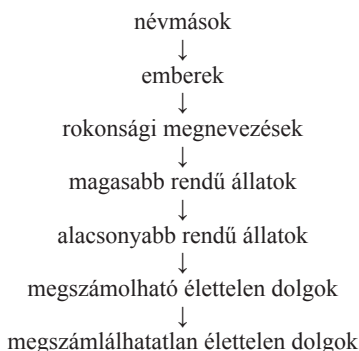 névmások
↓
emberek
↓
rokonsági megnevezések
↓
magasabb rendű állatok
↓
alacsonyabb rendű állatok
↓
megszámolható élettelen dolgok
↓
megszámlálhatatlan élettelen dolgok